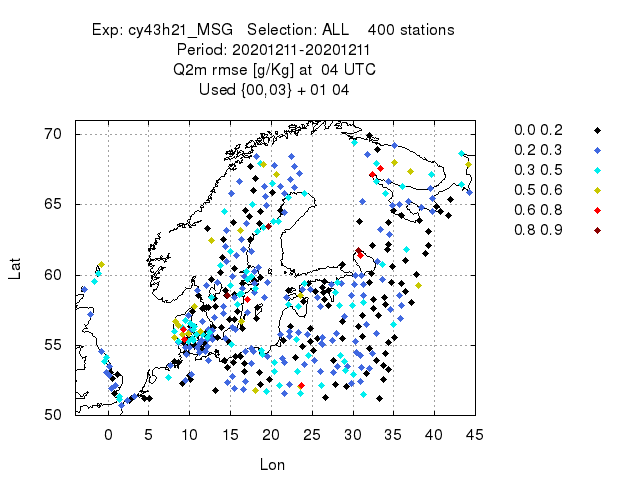 Exp: cy43h21_MSG   Selection: ALL    400 stations
Period: 20201211-20201211
Q2m rmse [g/Kg] at  04 UTC
Used {00,03} + 01 04
70
65
60
55
50
Lat
0 5 10 15 20 25 30 35 40 45
Lon
0.0 0.2
0.2 0.3
0.3 0.5
0.5 0.6
0.6 0.8
0.8 0.9